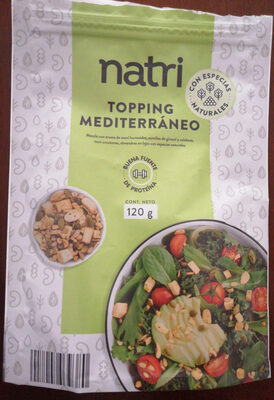 natri
CON ESPECIAS
NATURALES
TOPPING
MEDITERRÁNEO
BUENA FUENTE
DE PROTEÍNA
CONT. NETO
120 g